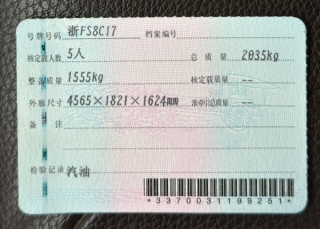 号牌号码 浙FS8C17 档案编号
核定载人数 5人 总质量 2035kg
整备质量 1555kg 核定载质量 --
外廓尺寸 4565×1821×1624mm 准牵引总质量 --
备注
检验记录 汽油
*3370031199251*